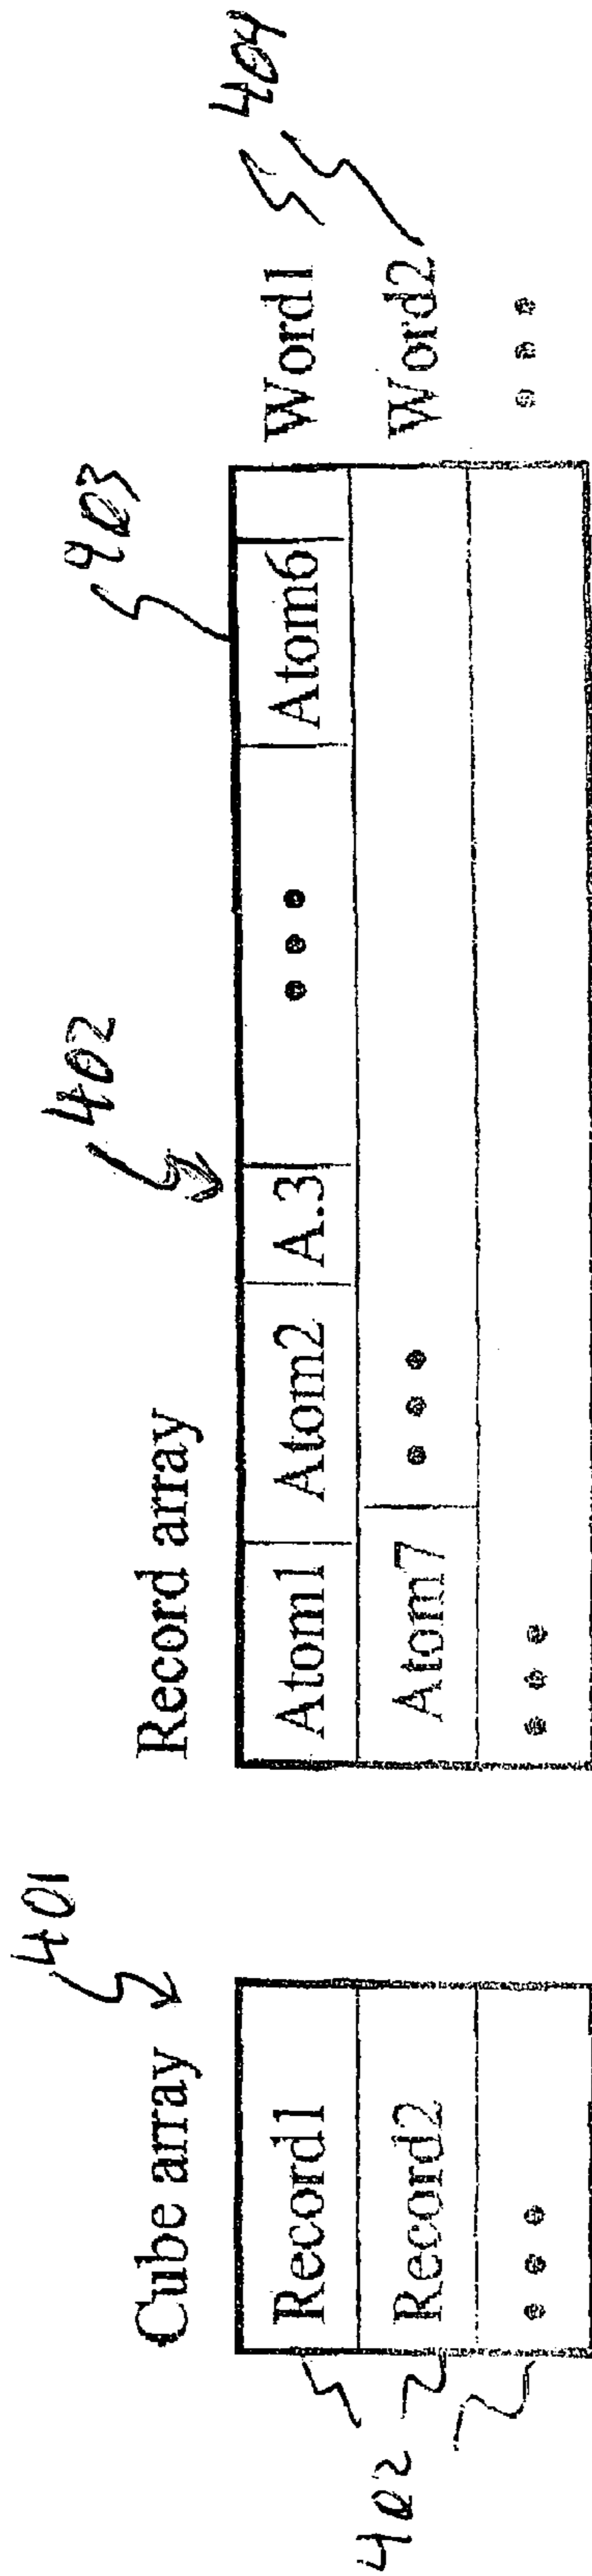 401
402
403
404
Cube array
Record array
Record1
Record2
• • •
402
Atom1 Atom2 A.3 • • • Atom6
Word1
Atom7 • • •
Word2
• • •
• • •